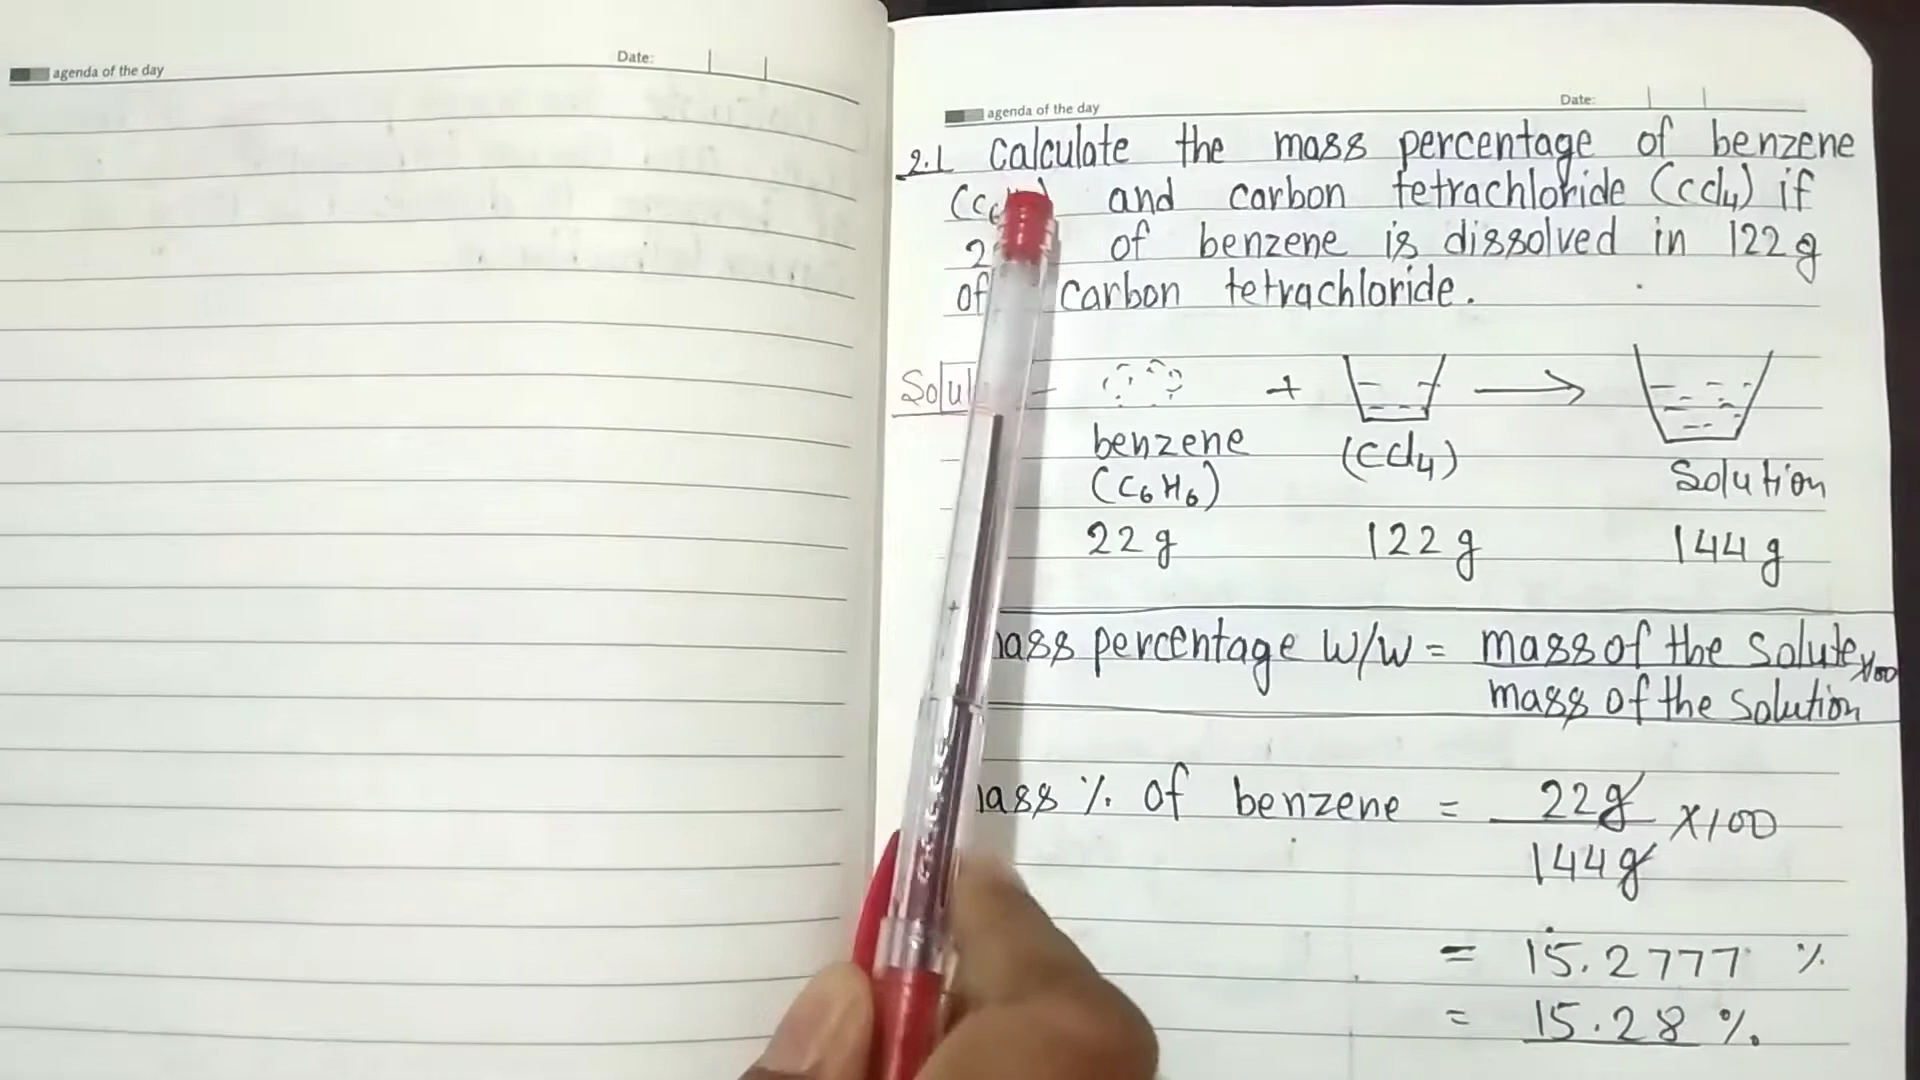 agenda of the day Date:
agenda of the day Date:
2.1 Calculate the mass percentage of benzene
and carbon tetrachloride (CCl4) if
of benzene is dissolved in 122g
of carbon tetrachloride.
benzene (CCl4) Solution
(C6H6)
22g 122g 144g
percentage W/W = mass of the Solute x100
mass of the Solution
% of benzene = 22g x100
144g
= 15.2777 %
= 15.28 %.